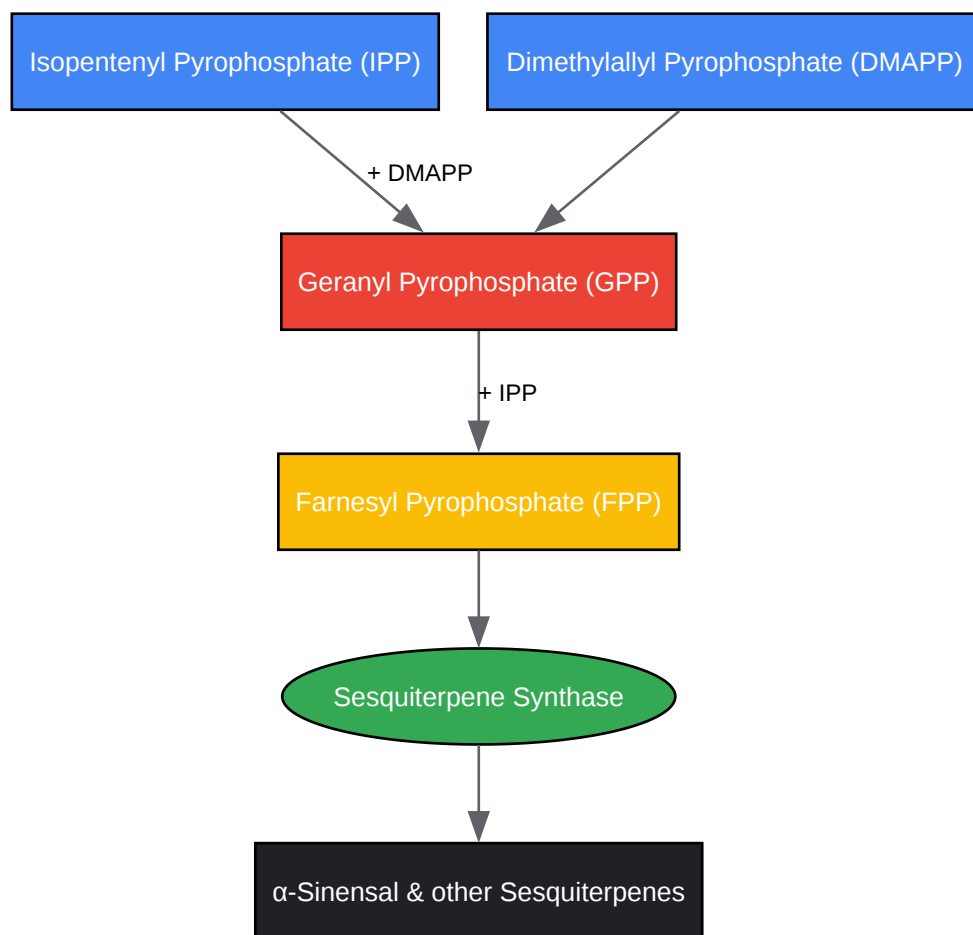 Isopentenyl Pyrophosphate (IPP)
Dimethylallyl Pyrophosphate (DMAPP)
+ DMAPP
Geranyl Pyrophosphate (GPP)
+ IPP
Farnesyl Pyrophosphate (FPP)
Sesquiterpene Synthase
α-Sinensal & other Sesquiterpenes